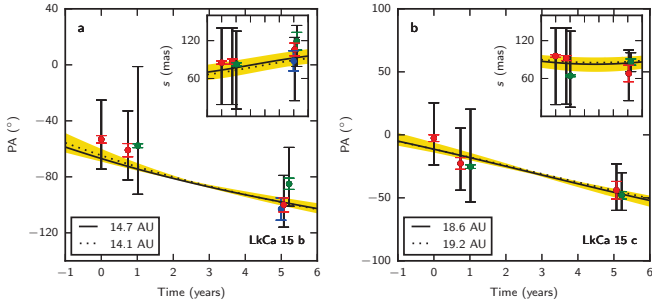 a
40
0
−40
−80
−120
PA (°)
s (mas)
120
60
14.7 AU
14.1 AU
LkCa 15 b
−1 0 1 2 3 4 5 6
Time (years)
b
100
50
0
−50
−100
PA (°)
s (mas)
120
60
18.6 AU
19.2 AU
LkCa 15 c
−1 0 1 2 3 4 5 6
Time (years)